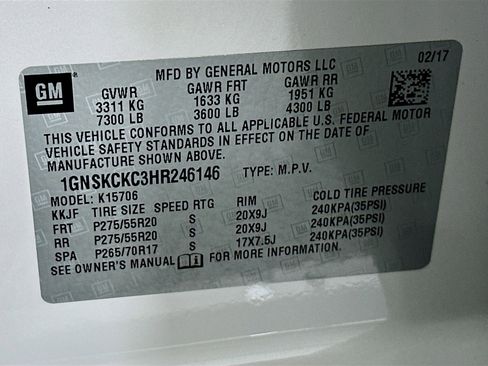 GM
MFD BY GENERAL MOTORS LLC 02/17
GVWR GAWR FRT GAWR RR
3311 KG 1633 KG 1951 KG
7300 LB 3600 LB 4300 LB
THIS VEHICLE CONFORMS TO ALL APPLICABLE U.S. FEDERAL MOTOR
VEHICLE SAFETY STANDARDS IN EFFECT ON THE DATE OF
MANUFACTURE SHOWN ABOVE.
1GNSKCKC3HR246146 TYPE: M.P.V.
MODEL: K15706
KKJF TIRE SIZE SPEED RTG RIM COLD TIRE PRESSURE
FRT P275/55R20 S 20X9J 240KPA(35PSI)
RR P275/55R20 S 20X9J 240KPA(35PSI)
SPA P265/70R17 S 17X7.5J 240KPA(35PSI)
SEE OWNER'S MANUAL FOR MORE INFORMATION.